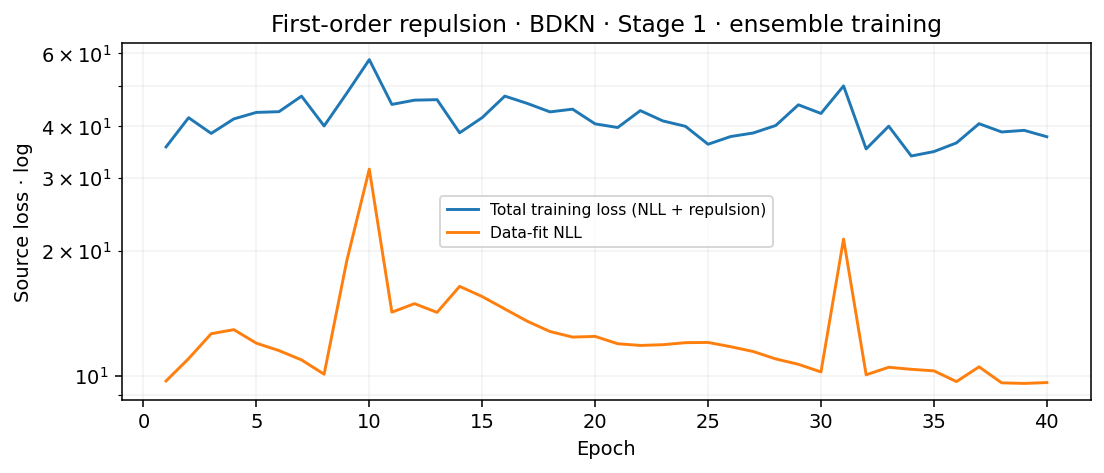 First-order repulsion · BDKN · Stage 1 · ensemble training
Source loss · log
6 × 10¹
4 × 10¹
3 × 10¹
2 × 10¹
10¹
Total training loss (NLL + repulsion)
Data-fit NLL
0 5 10 15 20 25 30 35 40
Epoch